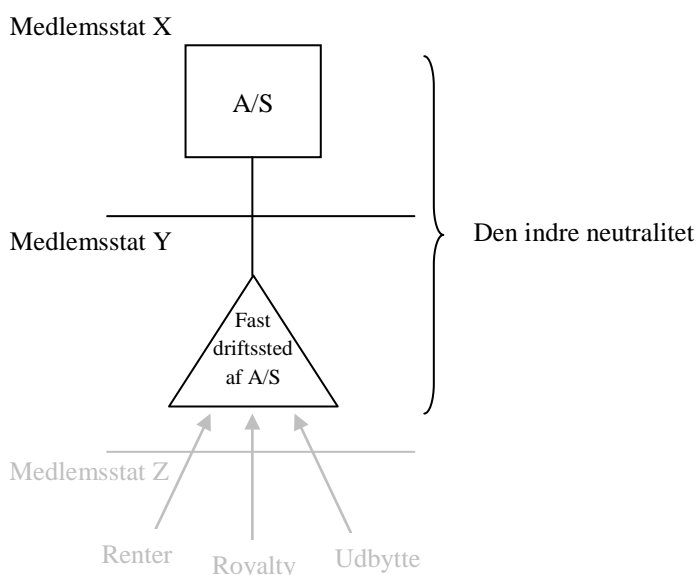 Medlemsstat X
A/S
Medlemsstat Y
Den indre neutralitet
Fast
driftssted
af A/S
Medlemsstat Z
Renter
Royalty
Udbytte